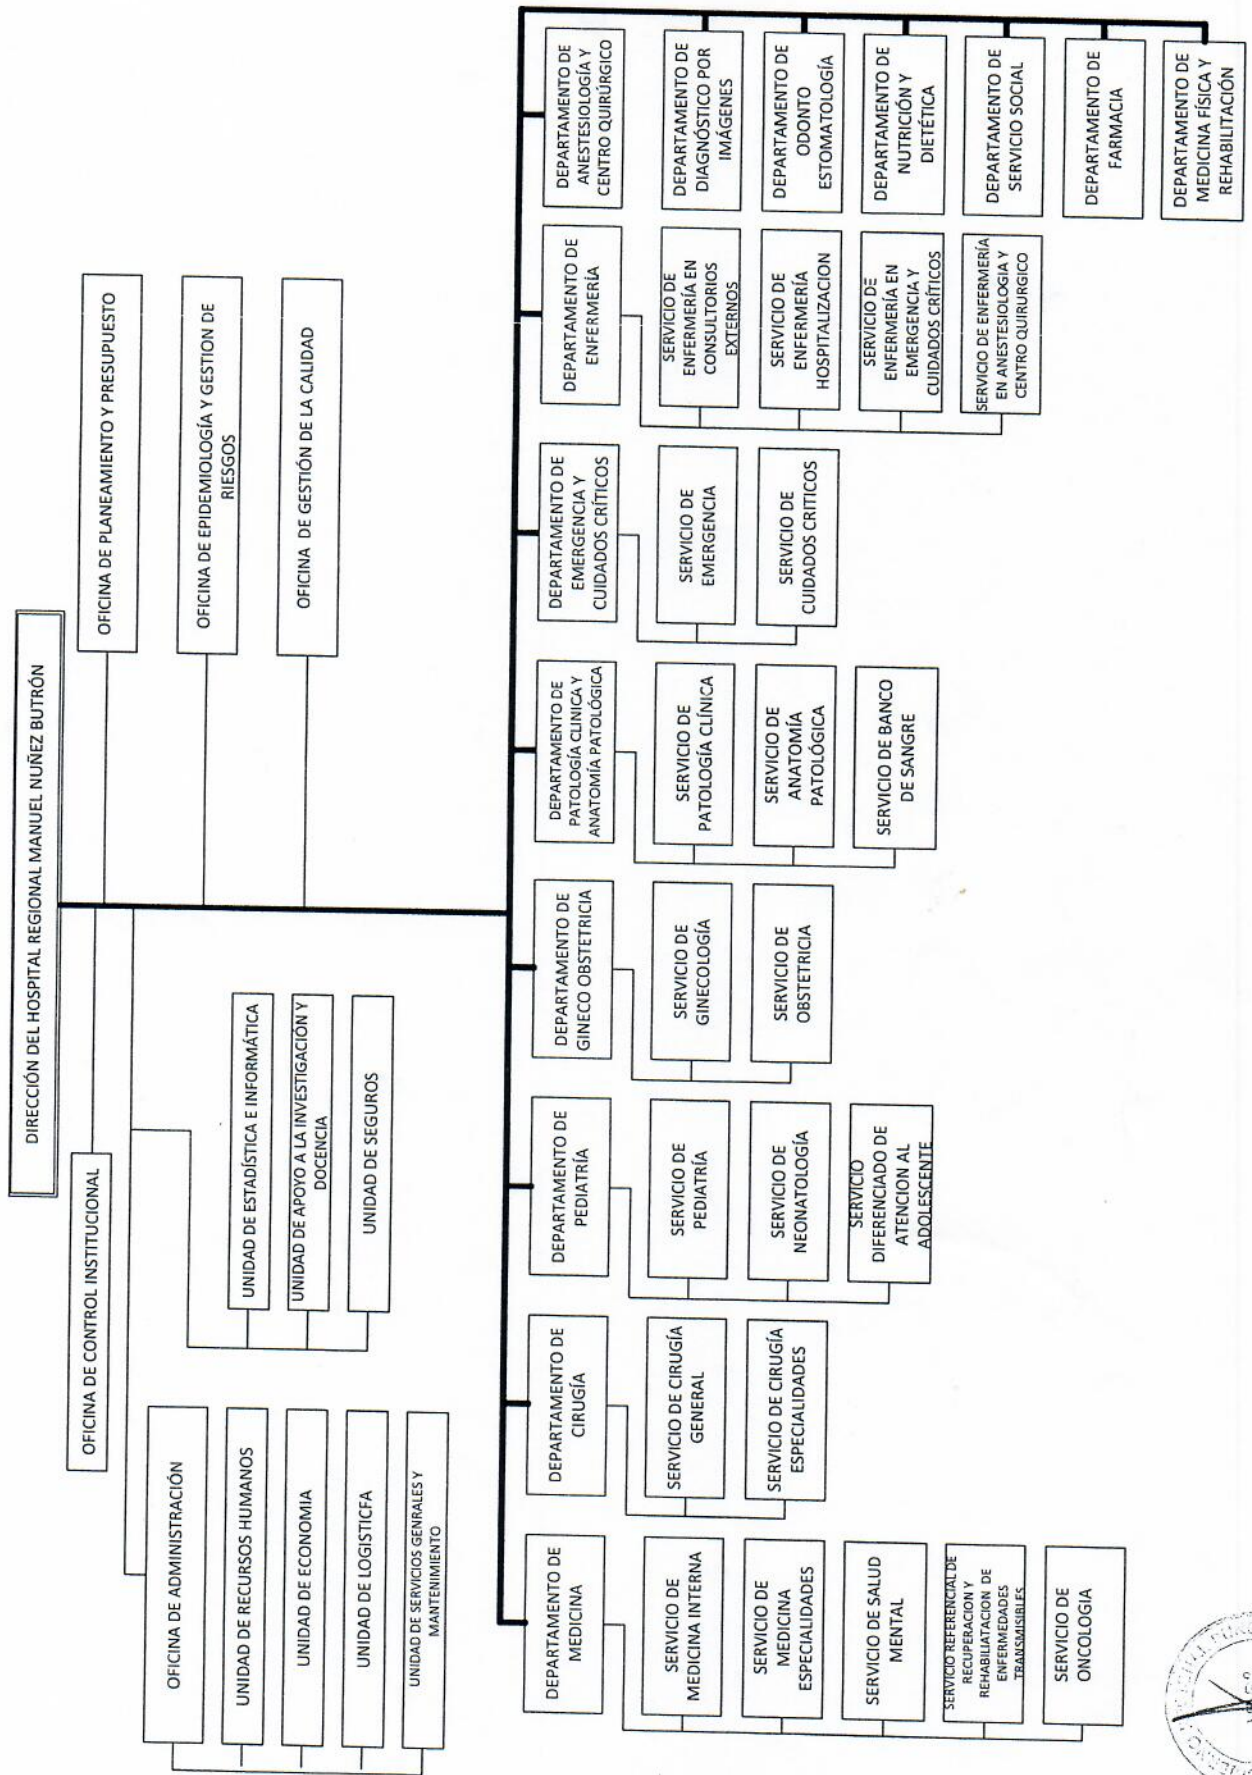 DIRECCIÓN DEL HOSPITAL REGIONAL MANUEL NUÑEZ BUTRÓN
OFICINA DE CONTROL INSTITUCIONAL
OFICINA DE PLANEAMIENTO Y PRESUPUESTO
OFICINA DE EPIDEMIOLOGÍA Y GESTION DE
RIESGOS
OFICINA DE GESTIÓN DE LA CALIDAD
OFICINA DE ADMINISTRACIÓN
UNIDAD DE RECURSOS HUMANOS
UNIDAD DE ECONOMIA
UNIDAD DE LOGISTICFA
UNIDAD DE SERVICIOS GENRALES Y
MANTENIMIENTO
UNIDAD DE ESTADÍSTICA E INFORMÁTICA
UNIDAD DE APOYO A LA INVESTIGACIÓN Y
DOCENCIA
UNIDAD DE SEGUROS
DEPARTAMENTO DE
MEDICINA
SERVICIO DE
MEDICINA INTERNA
SERVICIO DE
MEDICINA
ESPECIALIDADES
SERVICIO DE SALUD
MENTAL
SERVICIO REFERENCIAL DE
RECUPERACION Y
REHABILIATACION DE
ENFERMEDADES
TRANSMISIBLES
SERVICIO DE
ONCOLOGIA
DEPARTAMENTO DE
CIRUGÍA
SERVICIO DE CIRUGÍA
GENERAL
SERVICIO DE CIRUGÍA
ESPECIALIDADES
DEPARTAMENTO DE
PEDIATRÍA
SERVICIO DE
PEDIATRÍA
SERVICIO DE
NEONATOLOGÍA
SERVICIO
DIFERENCIADO DE
ATENCION AL
ADOLESCENTE
DEPARTAMENTO DE
GINECO OBSTETRICIA
SERVICIO DE
GINECOLOGÍA
SERVICIO DE
OBSTETRICIA
DEPARTAMENTO DE
PATOLOGÍA CLINICA Y
ANATOMÍA PATOLÓGICA
SERVICIO DE
PATOLOGÍA CLÍNICA
SERVICIO DE
ANATOMÍA
PATOLÓGICA
SERVICIO DE BANCO
DE SANGRE
DEPARTAMENTO DE
EMERGENCIA Y
CUIDADOS CRÍTICOS
SERVICIO DE
EMERGENCIA
SERVICIO DE
CUIDADOS CRITICOS
DEPARTAMENTO DE
ENFERMERÍA
SERVICIO DE
ENFERMERÍA EN
CONSULTORIOS
EXTERNOS
SERVICIO DE
ENFERMERÍA
HOSPITALIZACION
SERVICIO DE
ENFERMERÍA EN
EMERGENCIA Y
CUIDADOS CRÍTICOS
SERVICIO DE ENFERMERÍA
EN ANESTESIOLOGIA Y
CENTRO QUIRURGICO
DEPARTAMENTO DE
ANESTESIOLOGÍA Y
CENTRO QUIRÚRGICO
DEPARTAMENTO DE
DIAGNÓSTICO POR
IMÁGENES
DEPARTAMENTO DE
ODONTO
ESTOMATOLOGÍA
DEPARTAMENTO DE
NUTRICIÓN Y
DIETÉTICA
DEPARTAMENTO DE
SERVICIO SOCIAL
DEPARTAMENTO DE
FARMACIA
DEPARTAMENTO DE
MEDICINA FÍSICA Y
REHABILITACIÓN